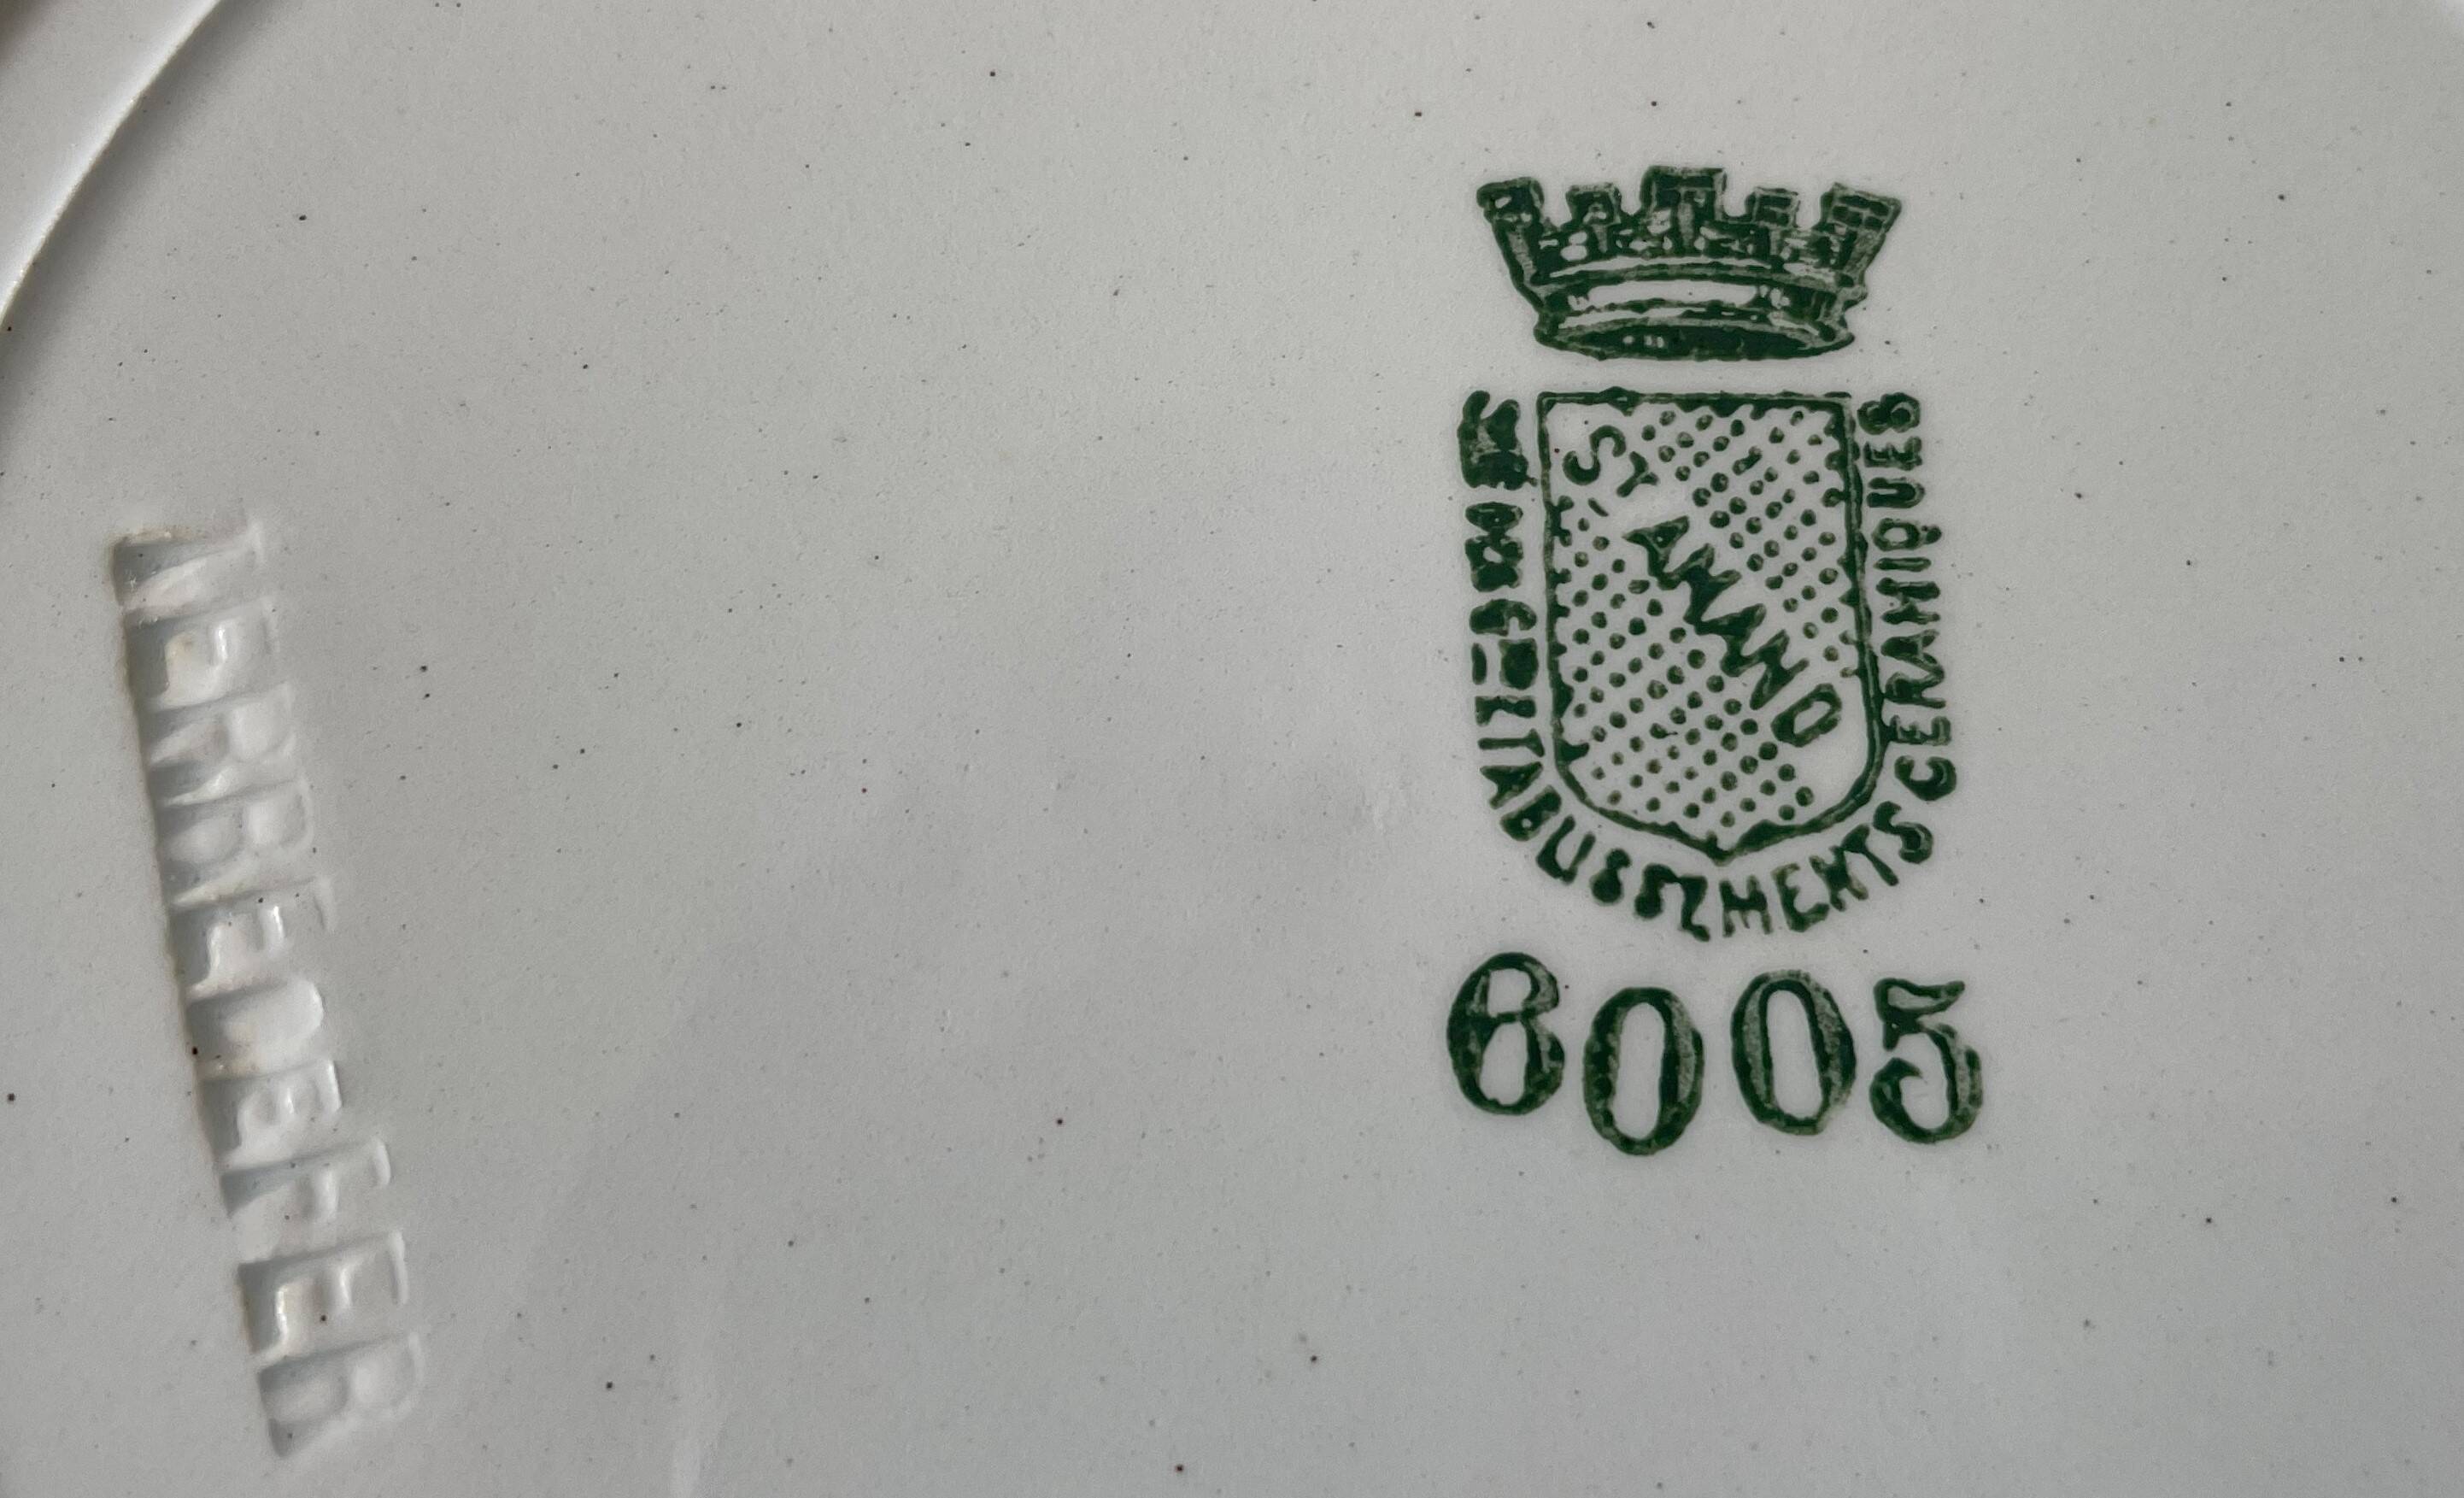 TERRE DE FER
ST AMAND
ETABLISSEMENTS CERAMIQUES
6005